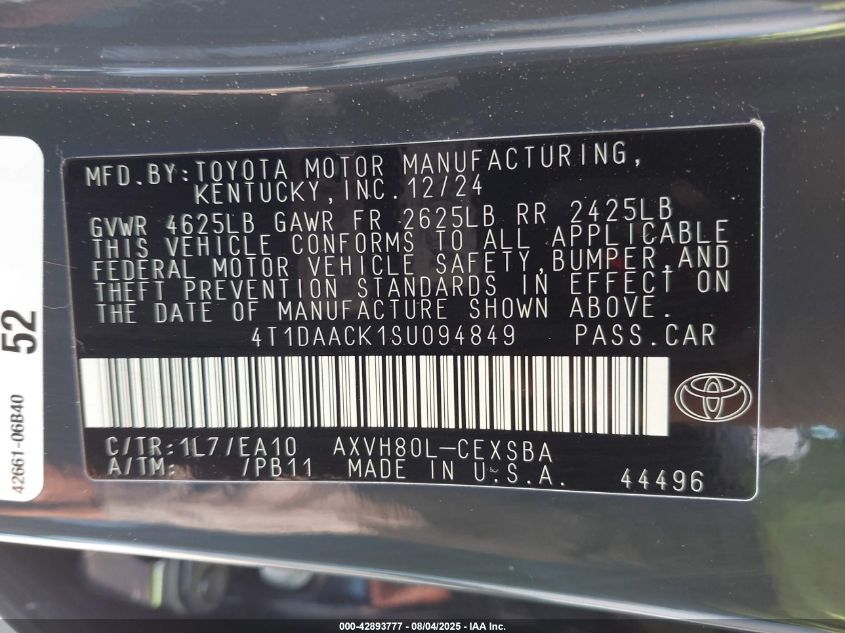 MFD.BY:TOYOTA MOTOR MANUFACTURING,
KENTUCKY,INC.12/24
GVWR 4625LB GAWR FR 2625LB RR 2425LB
THIS VEHICLE CONFORMS TO ALL APPLICABLE
FEDERAL MOTOR VEHICLE SAFETY,BUMPER,AND
THEFT PREVENTION STANDARDS IN EFFECT ON
THE DATE OF MANUFACTURE SHOWN ABOVE.
4T1DAACK1SU094849 PASS.CAR
C/TR:1L7/EA10 AXVH80L-CEXSBA
A/TM: /PB11 MADE IN U.S.A.
44496
52
42661-06B40
000-42893777 - 08/04/2025 - IAA Inc.